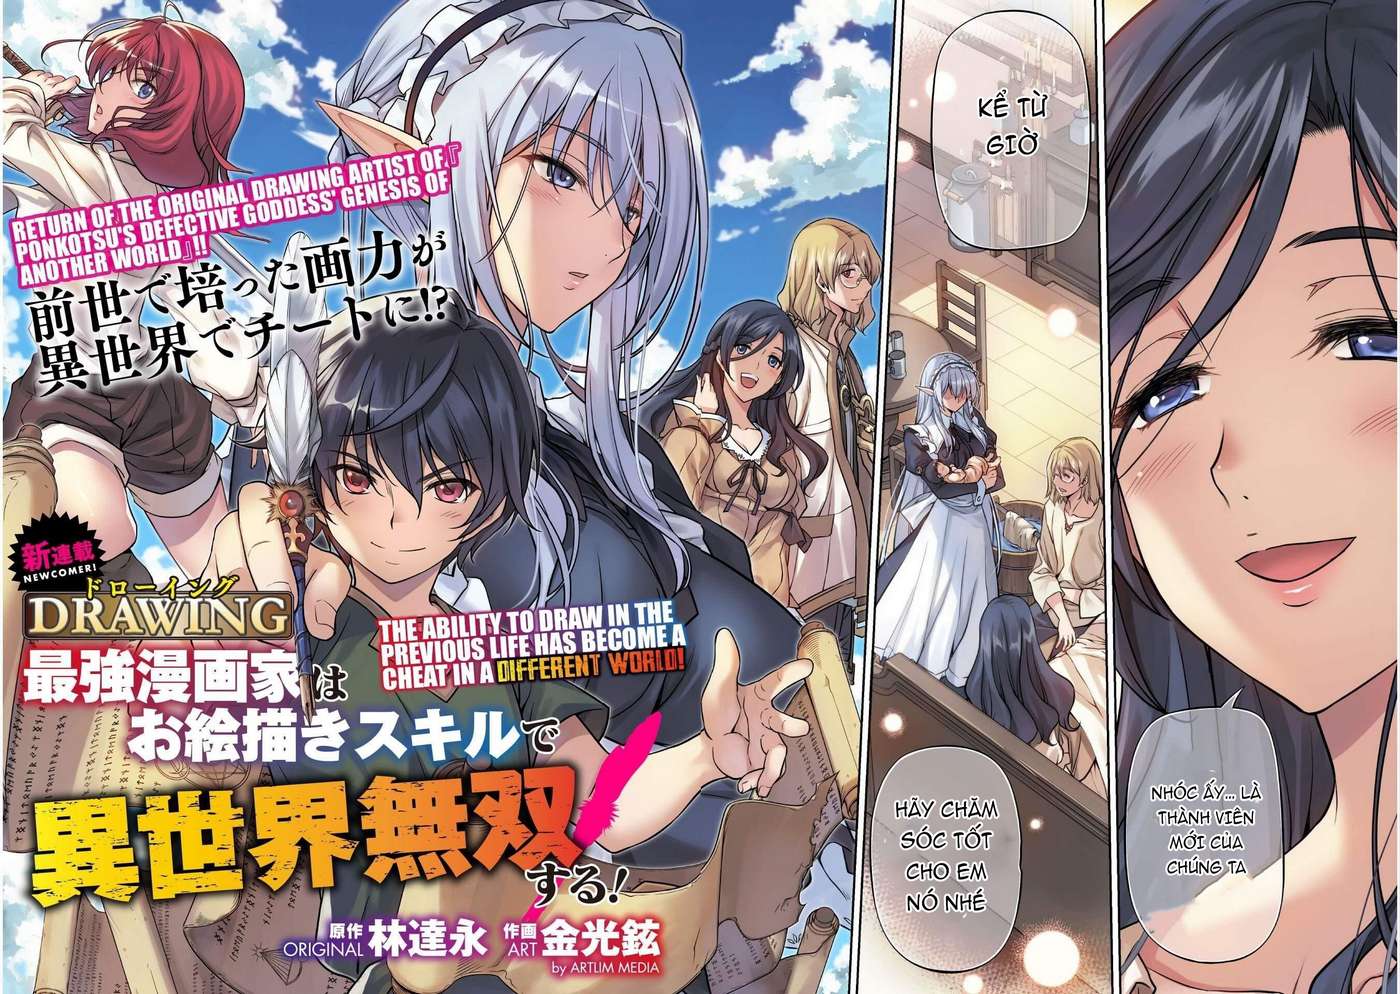 RETURN OF THE ORIGINAL DRAWING ARTIST OF『
PONKOTSU'S DEFECTIVE GODDESS' GENESIS OF
ANOTHER WORLD』!!
前世で培った画力が
異世界でチートに!?
新連載
NEWCOMER!
ドローイング
DRAWING
最強漫画家は
お絵描きスキルで
異世界無双
する!
THE ABILITY TO DRAW IN THE
PREVIOUS LIFE HAS BECOME A
CHEAT IN A DIFFERENT WORLD!
原作
ORIGINAL 林達永
作画
ART 金光鉉
by ARTLIM MEDIA
KỂ TỪ
GIỜ
HÃY CHĂM
SÓC TỐT
CHO EM
NÓ NHÉ
NHÓC ẤY... LÀ
THÀNH VIÊN
MỚI CỦA
CHÚNG TA